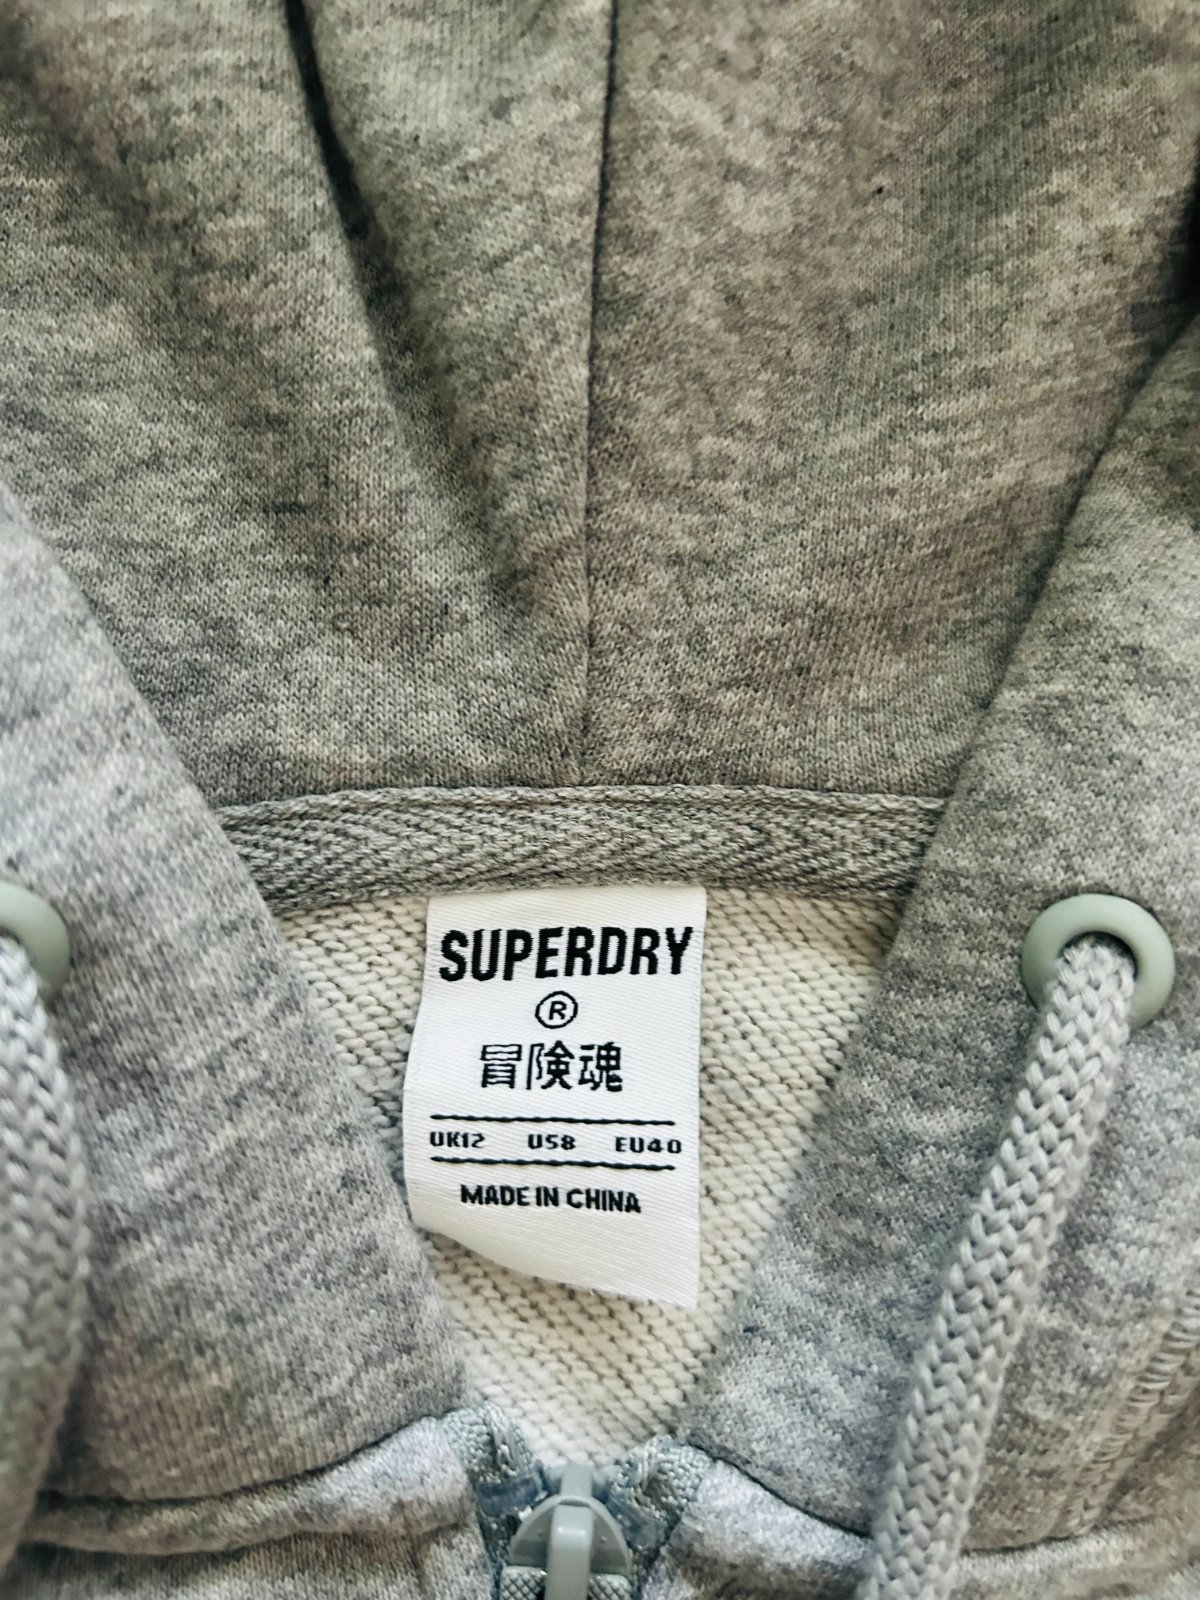 SUPERDRY
®
冒険魂
UK12 US8 EU40
MADE IN CHINA